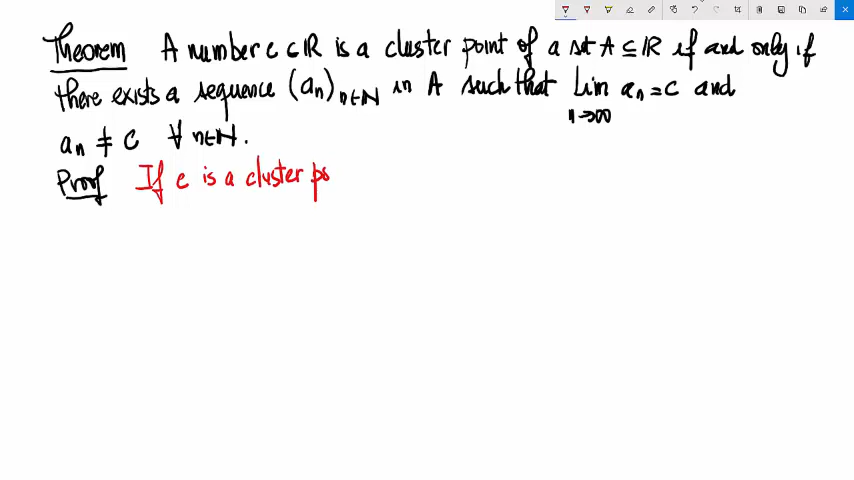 Theorem A number c ∈ ℝ is a cluster point of a set A ⊆ ℝ if and only if
there exists a sequence (aₙ)ₙ∈ℕ in A such that lim aₙ = c and
n→∞
aₙ ≠ c ∀ n∈ℕ.
Proof If c is a cluster po